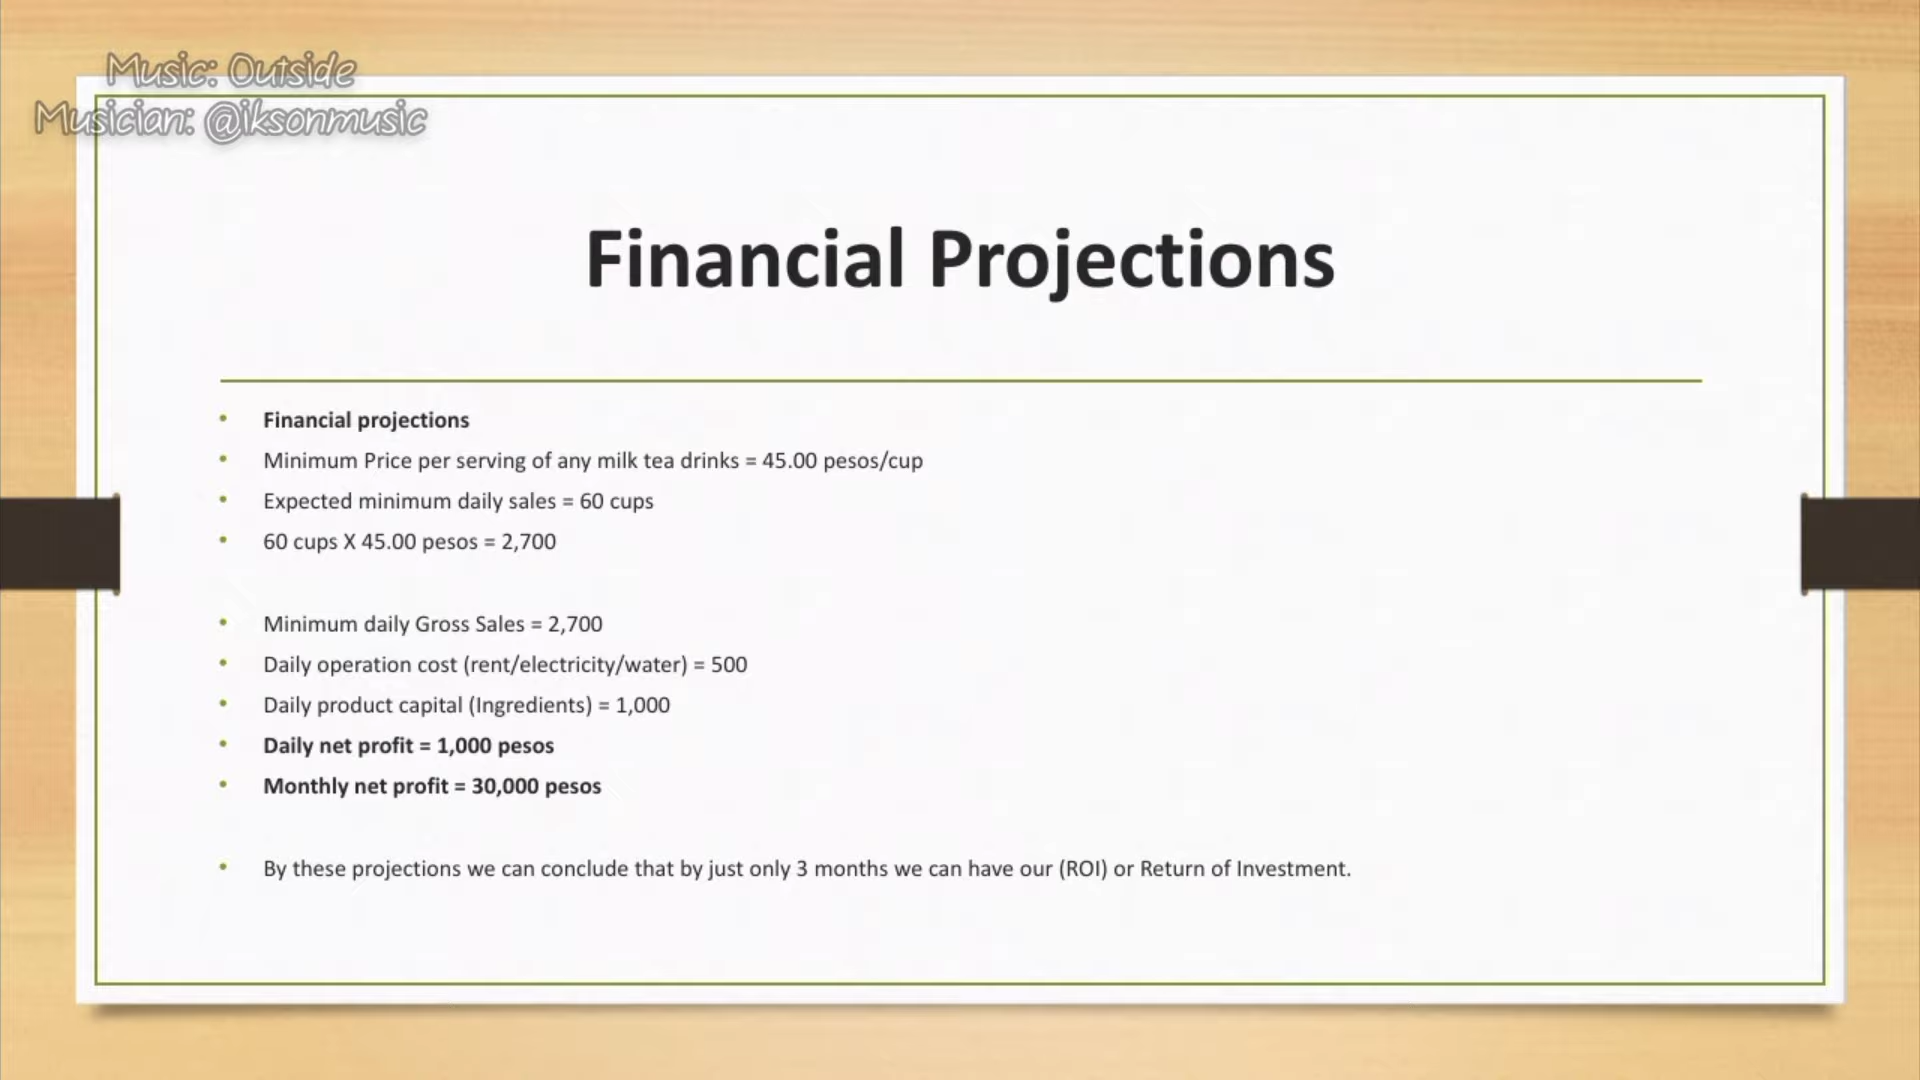 Music: Outside
Musician: @iksonmusic
Financial Projections
• Financial projections
• Minimum Price per serving of any milk tea drinks = 45.00 pesos/cup
• Expected minimum daily sales = 60 cups
• 60 cups X 45.00 pesos = 2,700
• Minimum daily Gross Sales = 2,700
• Daily operation cost (rent/electricity/water) = 500
• Daily product capital (Ingredients) = 1,000
• Daily net profit = 1,000 pesos
• Monthly net profit = 30,000 pesos
• By these projections we can conclude that by just only 3 months we can have our (ROI) or Return of Investment.